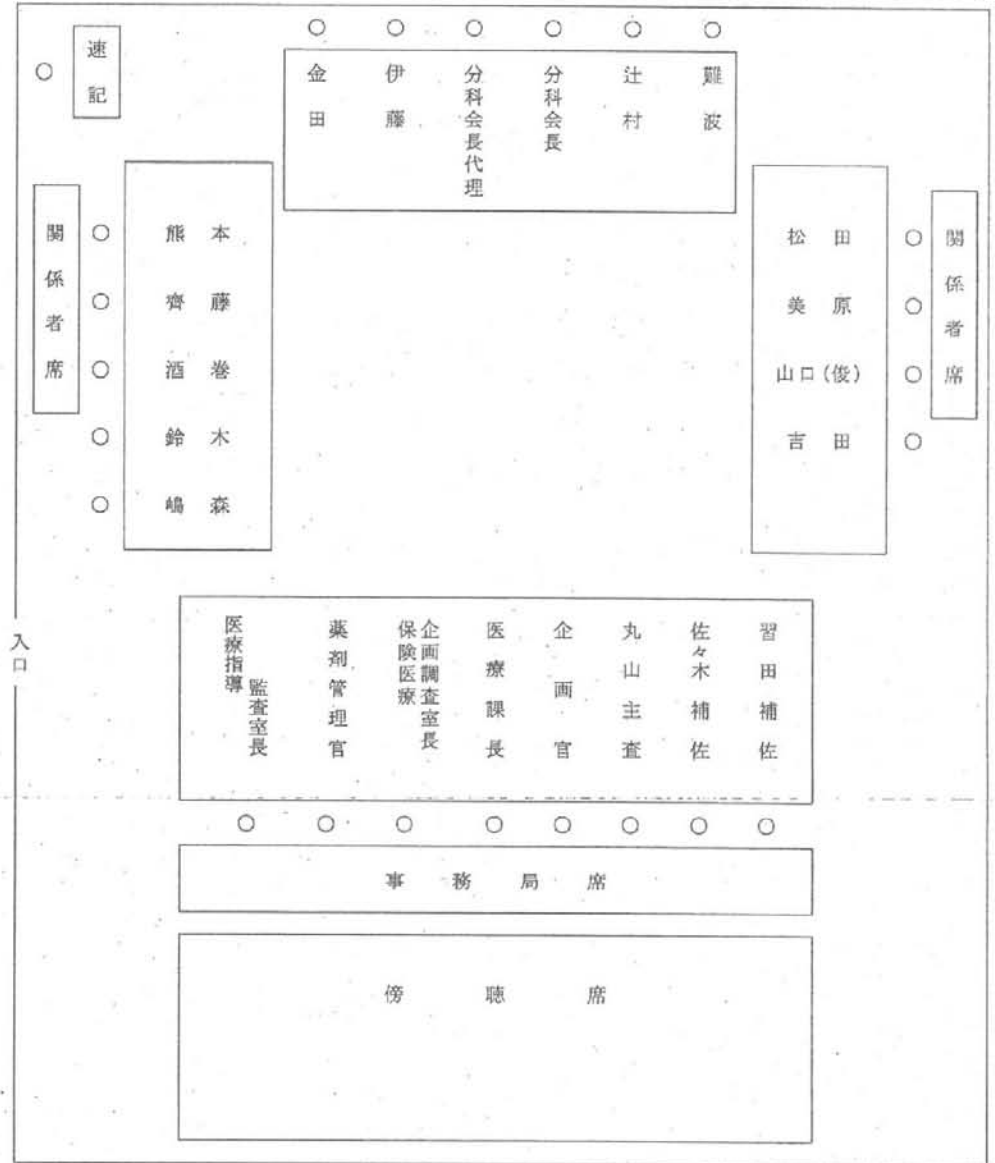 速記
金田
伊藤
分科会長代理
分科会長
辻村
難波
関係者席
熊本
齊藤
酒巻
鈴木
嶋森
松田
美原
山口(俊)
吉田
関係者席
入口
医療指導
監査室長
薬剤管理官
保険医療
企画調査室長
医療課長
企画官
丸山主査
佐々木補佐
習田補佐
事務局席
傍聴席